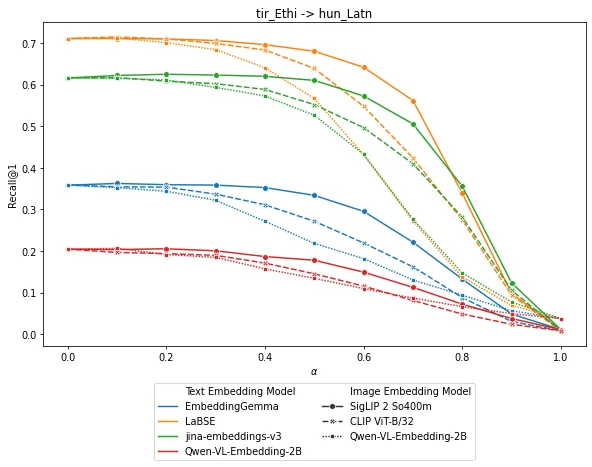 tir_Ethi -> hun_Latn
Recall@1
0.7
0.6
0.5
0.4
0.3
0.2
0.1
0.0
0.0 0.2 0.4 0.6 0.8 1.0
α
Text Embedding Model
EmbeddingGemma
LaBSE
jina-embeddings-v3
Qwen-VL-Embedding-2B
Image Embedding Model
SigLIP 2 So400m
CLIP ViT-B/32
Qwen-VL-Embedding-2B